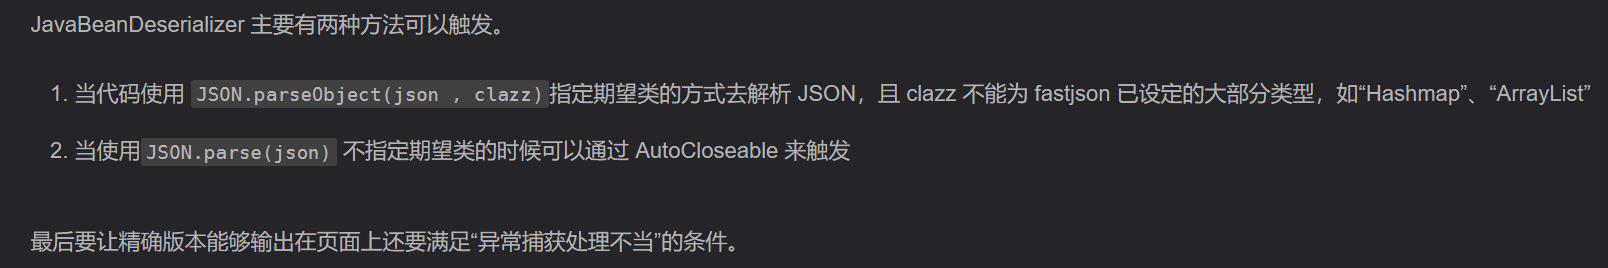 JavaBeanDeserializer 主要有两种方法可以触发。
1. 当代码使用 JSON.parseObject(json , clazz)指定期望类的方式去解析 JSON，且 clazz 不能为 fastjson 已设定的大部分类型，如“Hashmap”、“ArrayList”
2. 当使用JSON.parse(json) 不指定期望类的时候可以通过 AutoCloseable 来触发
最后要让精确版本能够输出在页面上还要满足“异常捕获处理不当”的条件。